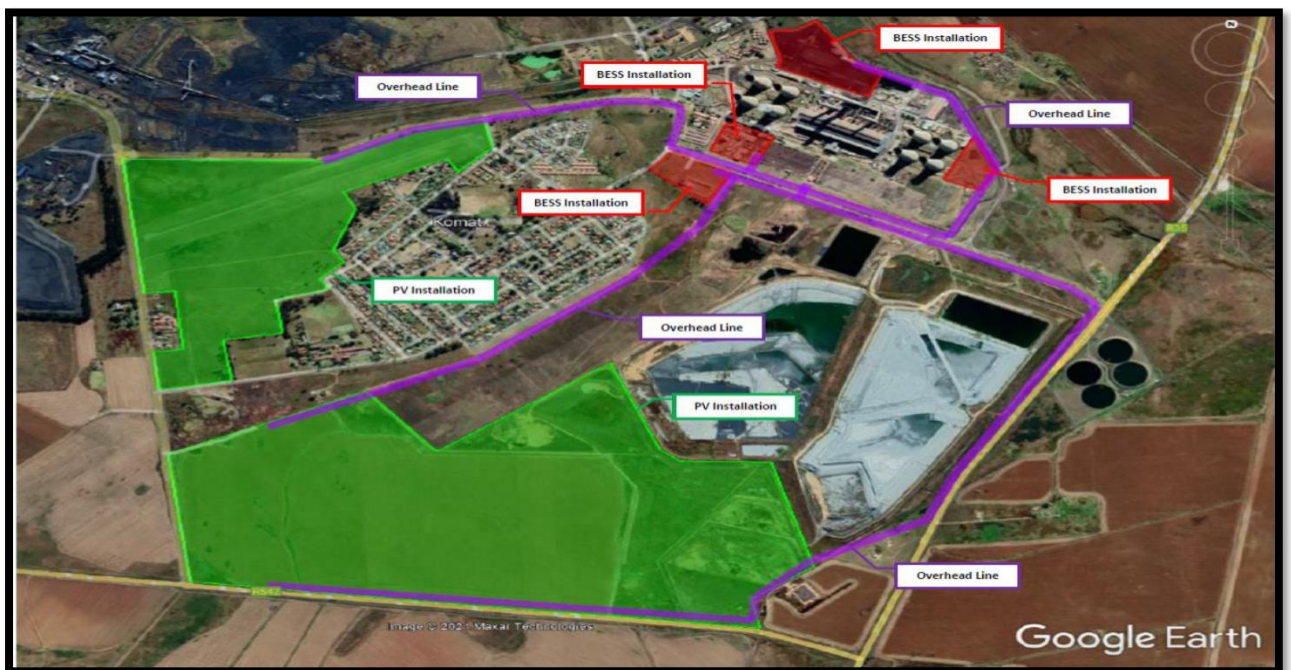 BESS Installation
BESS Installation
Overhead Line
Overhead Line
BESS Installation
BESS Installation
Komati
PV Installation
Overhead Line
PV Installation
Overhead Line
R542
Image © 2021 Maxar Technologies
Google Earth